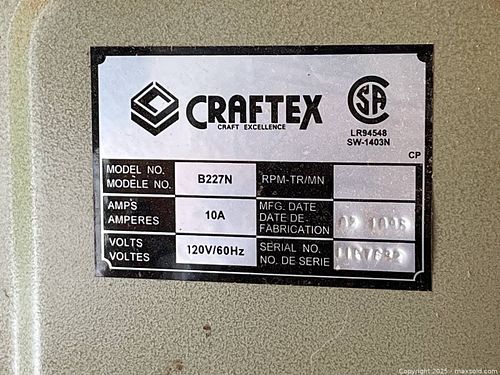 CRAFTEX
CRAFT EXCELLENCE
SA
LR94548
SW-1403N
CP
MODEL NO.
MODÈLE NO.
B227N
RPM-TR/MN
AMPS
AMPERES
10A
MFG. DATE
DATE DE
FABRICATION
VOLTS
VOLTES
120V/60Hz
SERIAL NO.
NO. DE SERIE
Copyright 2025 - maxsold.com